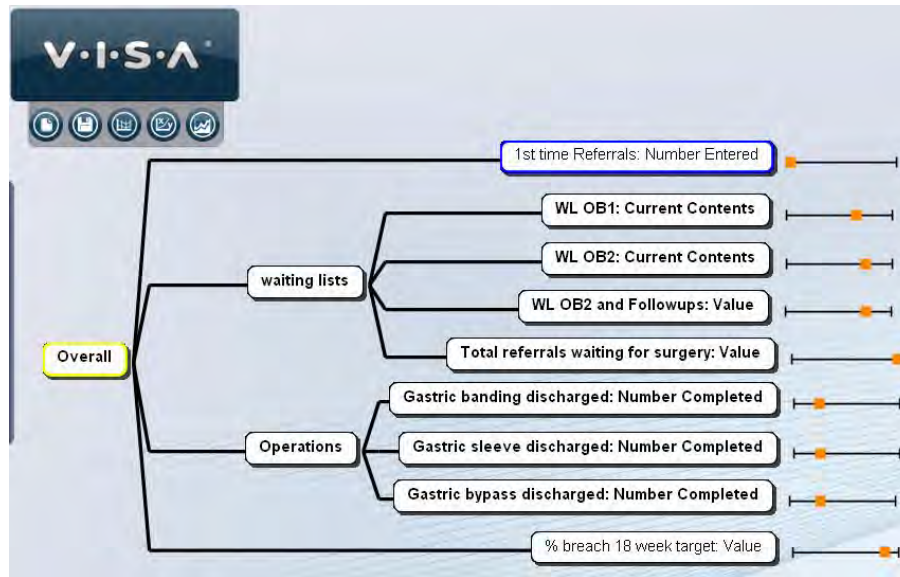 V·I·S·A
1st time Referrals: Number Entered
WL OB1: Current Contents
WL OB2: Current Contents
waiting lists
WL OB2 and Followups: Value
Overall
Total referrals waiting for surgery: Value
Gastric banding discharged: Number Completed
Operations
Gastric sleeve discharged: Number Completed
Gastric bypass discharged: Number Completed
% breach 18 week target: Value